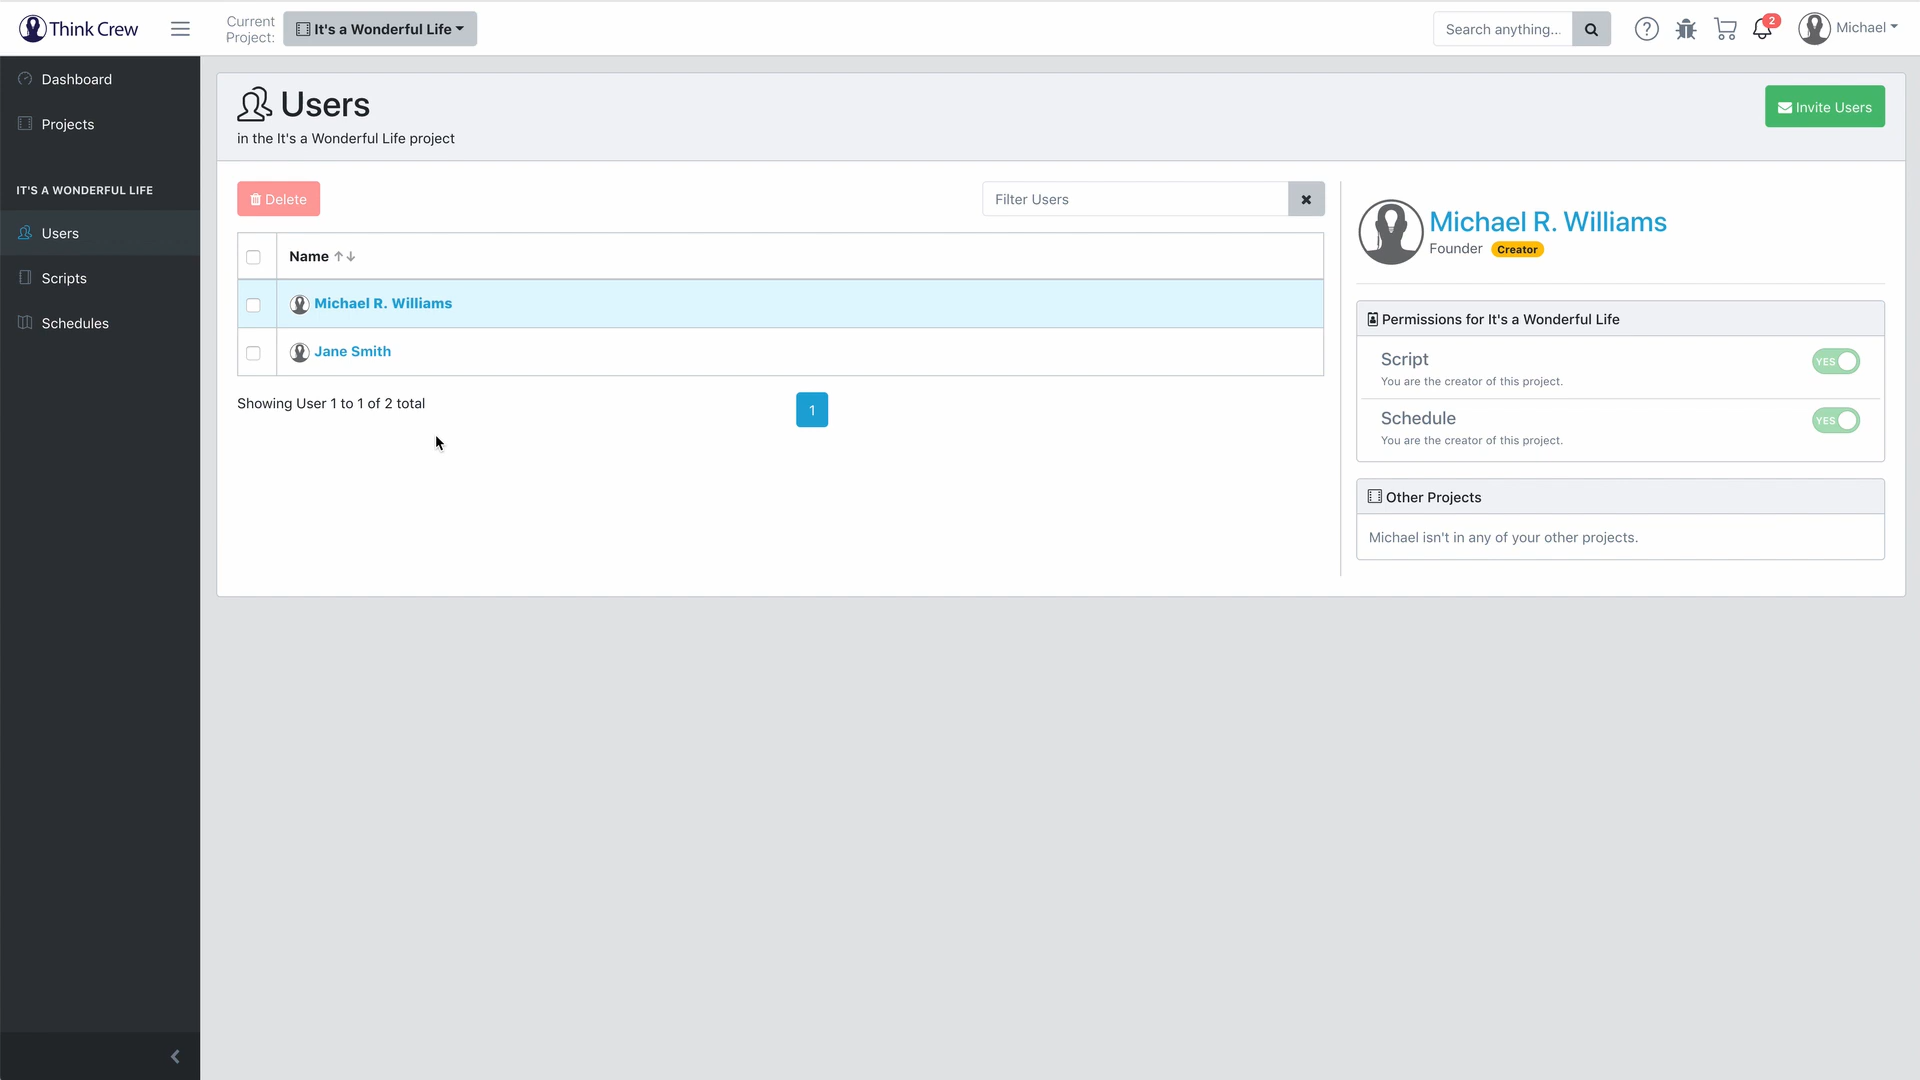 Think Crew
Current Project:
It's a Wonderful Life
Search anything...
2
Michael
Dashboard
Projects
IT'S A WONDERFUL LIFE
Users
Scripts
Schedules
Users
in the It's a Wonderful Life project
Invite Users
Delete
Filter Users
Name
Michael R. Williams
Jane Smith
Showing User 1 to 1 of 2 total
1
Michael R. Williams
Founder Creator
Permissions for It's a Wonderful Life
Script
YES
You are the creator of this project.
Schedule
YES
You are the creator of this project.
Other Projects
Michael isn't in any of your other projects.